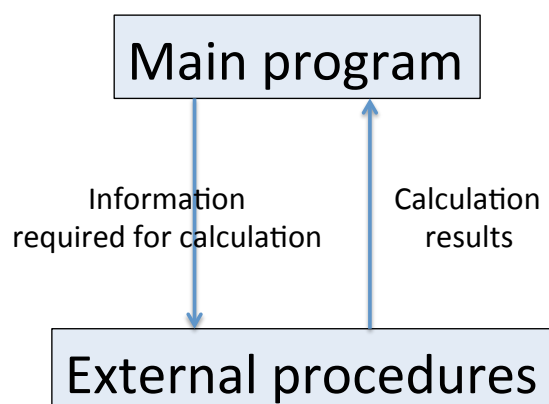 Main program
Information
required for calculation
Calculation
results
External procedures